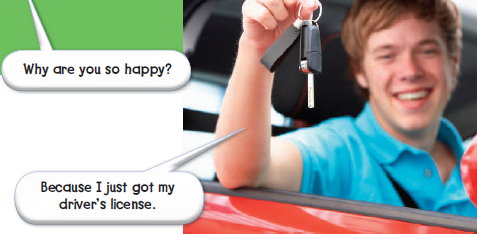 Why are you so happy?
Because I just got my
driver's license.